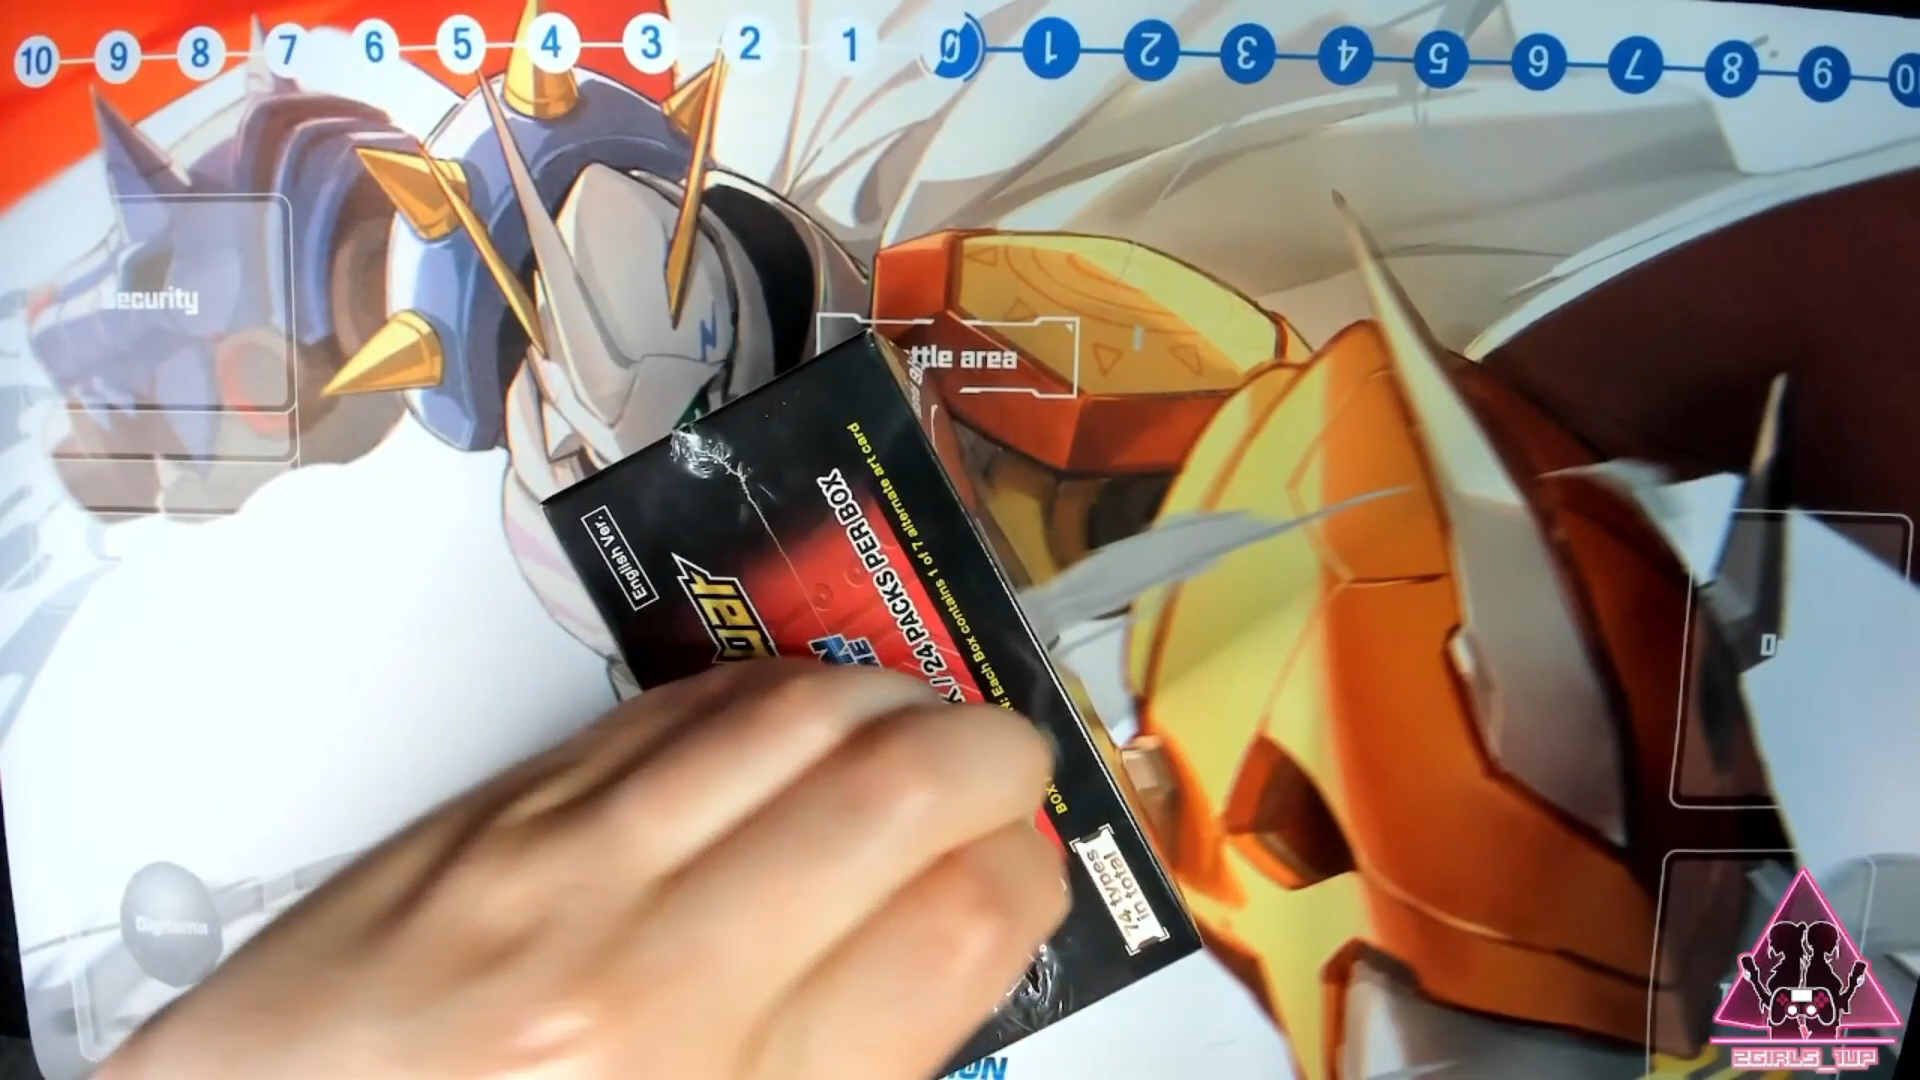 10 9 8 7 6 5 4 3 2 1 0 1 2 3 4 5 6 7 8 9 10
Security
ttle area
English Ver.
/ 24 PACKS PER BOX
Each Box contains 1 of 7 alternate art card
BOX
74 types
in total
Digitama
2GIRLS_1UP